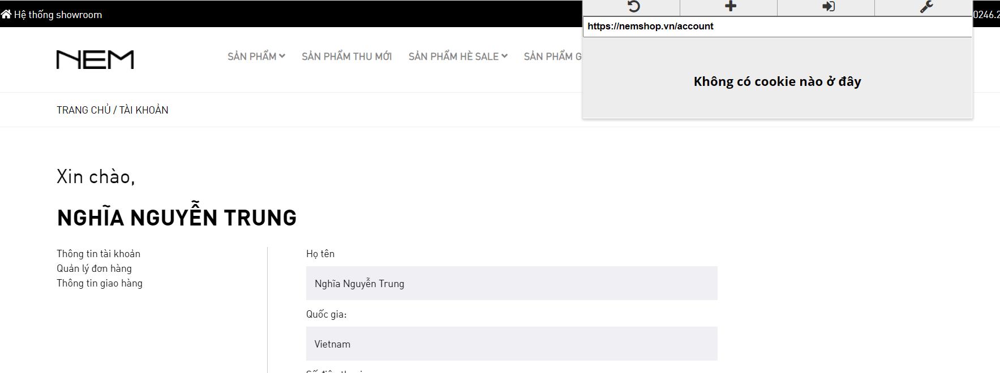 Hệ thống showroom
0246.2
https://nemshop.vn/account
Không có cookie nào ở đây
NEM
SẢN PHẨM
SẢN PHẨM THU MỚI
SẢN PHẨM HÈ SALE
SẢN PHẨM G
TRANG CHỦ / TÀI KHOẢN
Xin chào,
NGHĨA NGUYỄN TRUNG
Thông tin tài khoản
Quản lý đơn hàng
Thông tin giao hàng
Họ tên
Nghĩa Nguyễn Trung
Quốc gia:
Vietnam